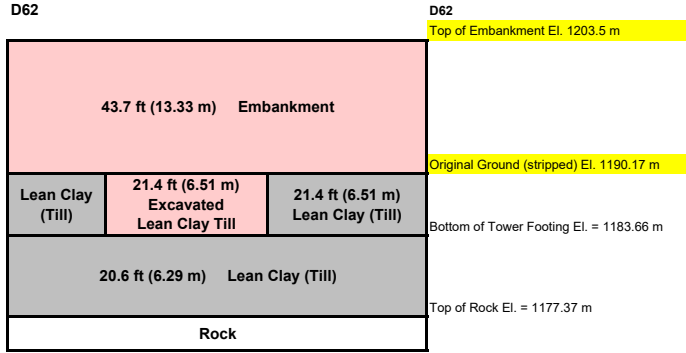 D62
D62
Top of Embankment El. 1203.5 m
43.7 ft (13.33 m) Embankment
Original Ground (stripped) El. 1190.17 m
Lean Clay
(Till)
21.4 ft (6.51 m)
Excavated
Lean Clay Till
21.4 ft (6.51 m)
Lean Clay (Till)
Bottom of Tower Footing El. = 1183.66 m
20.6 ft (6.29 m) Lean Clay (Till)
Top of Rock El. = 1177.37 m
Rock